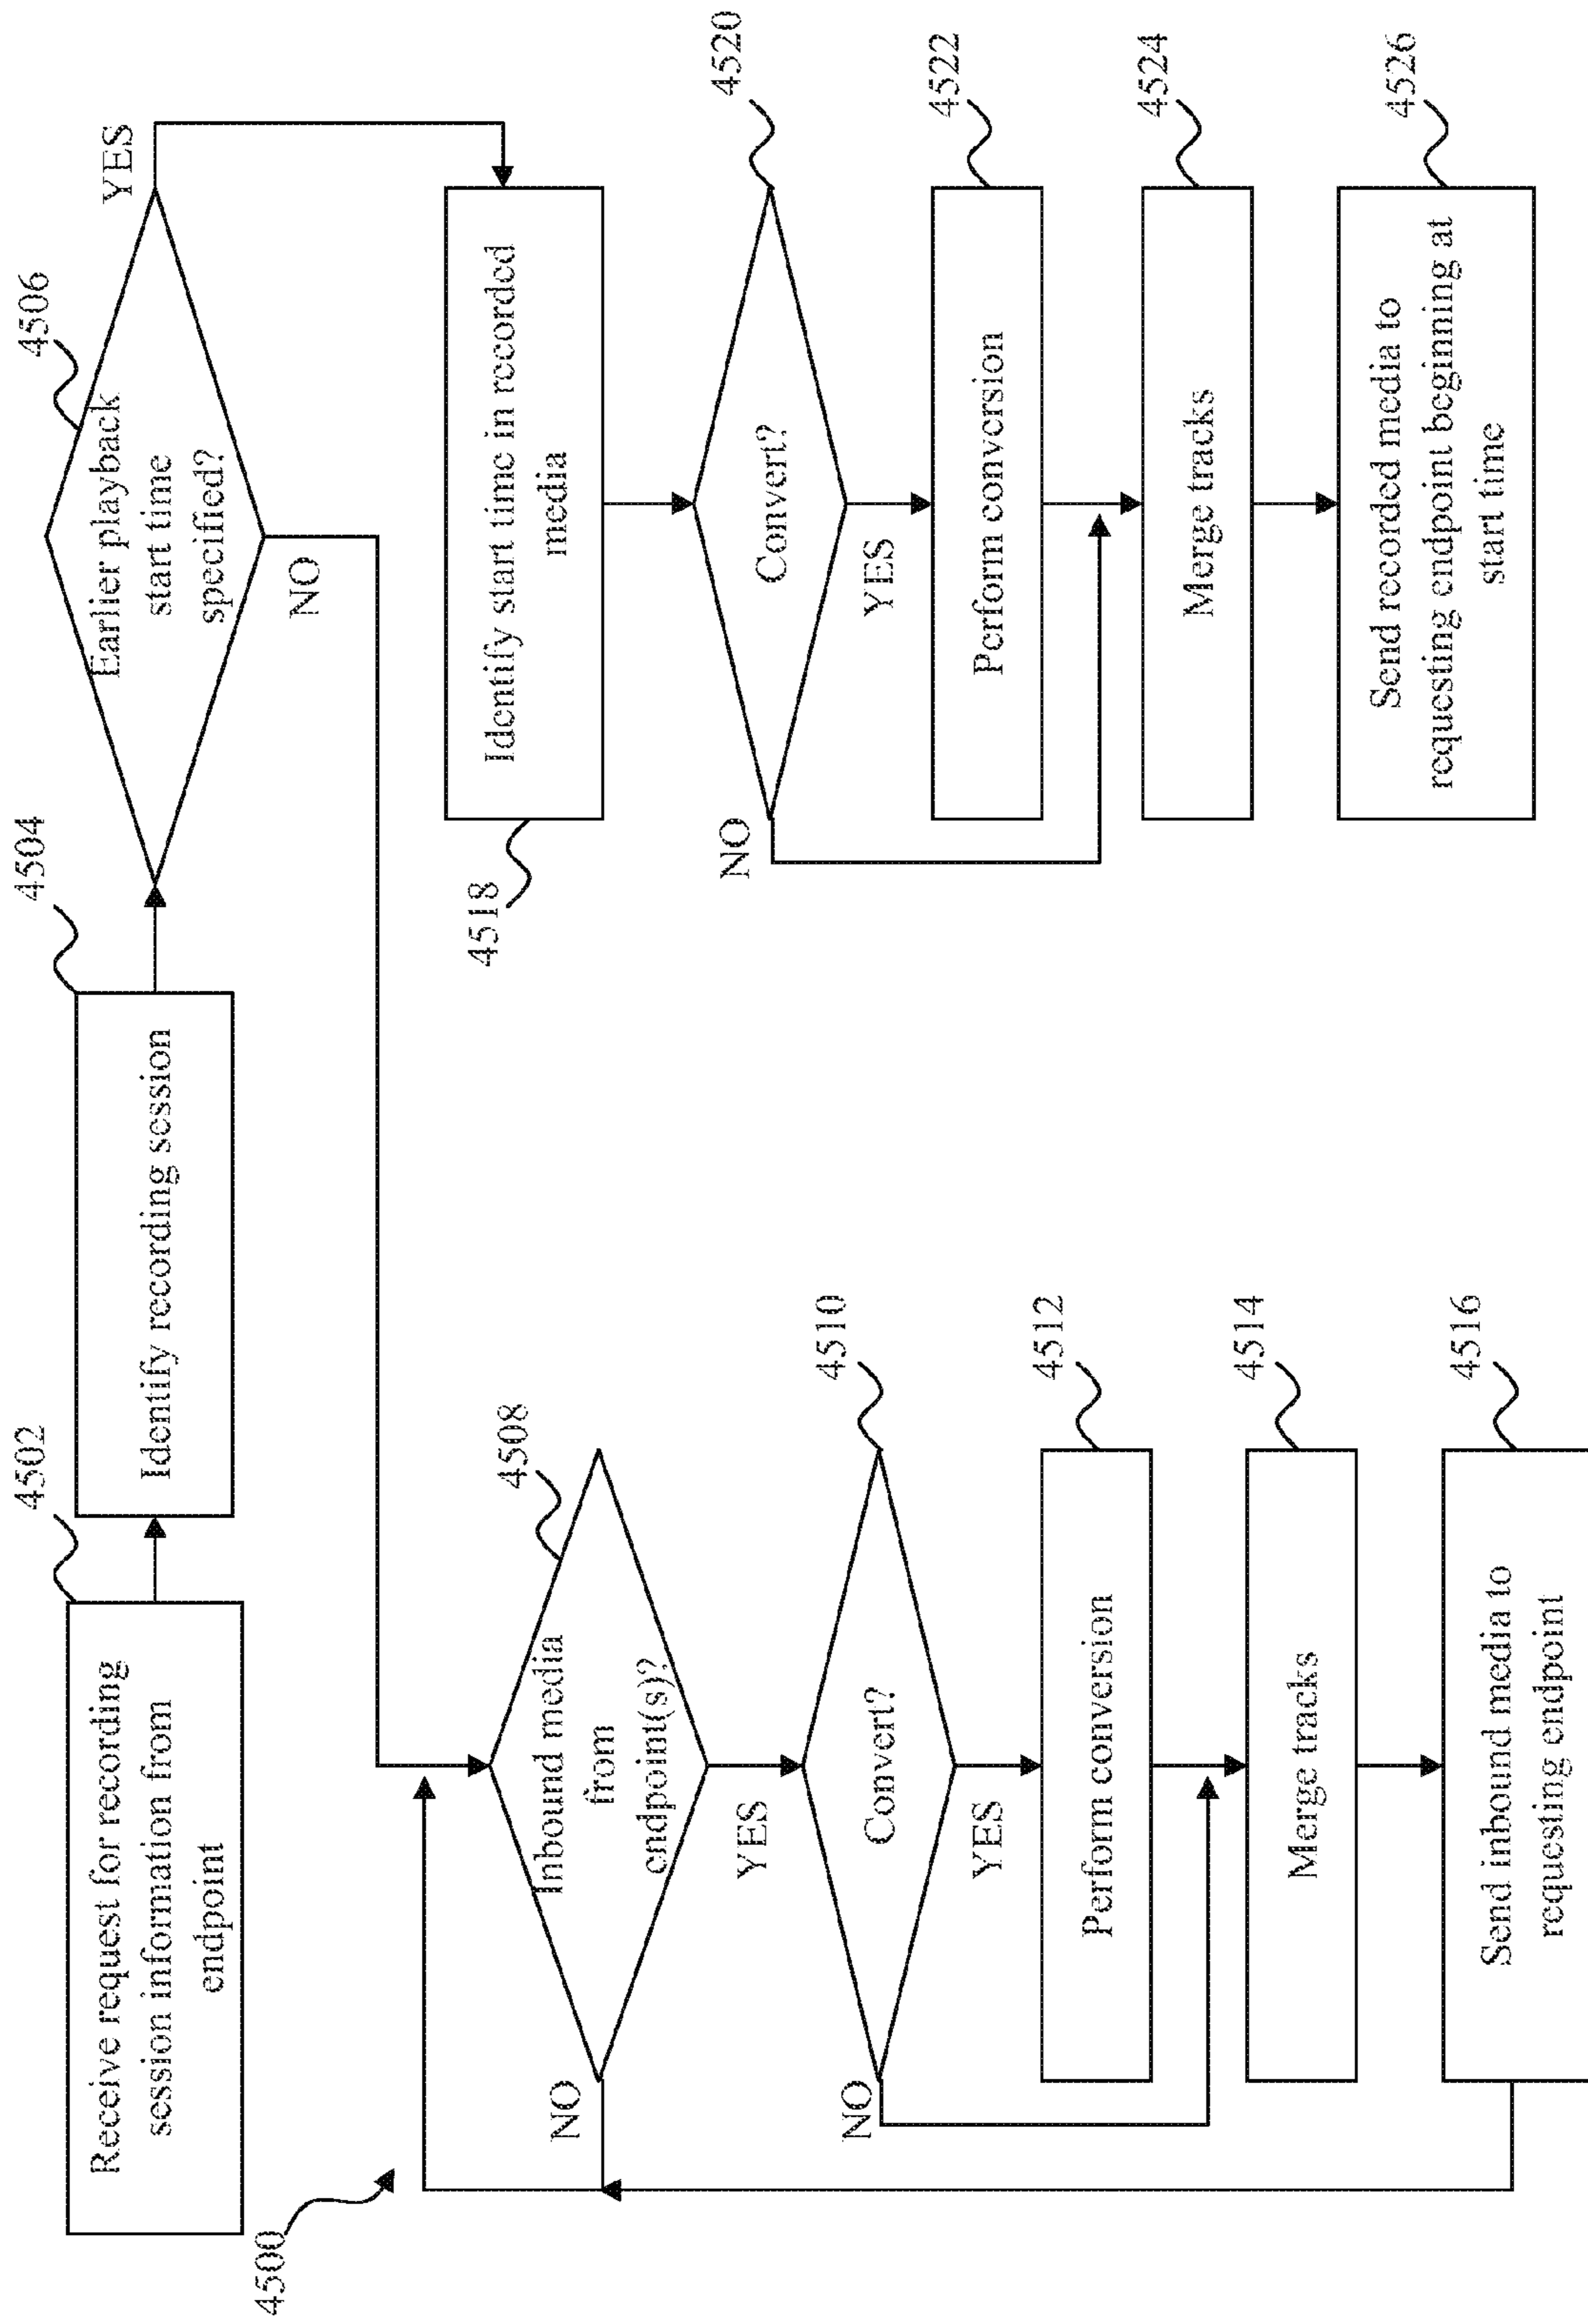 4500
4502
Receive request for recording
session information from
endpoint
4504
Identify recording session
4506
Earlier playback
start time
specified?
YES
NO
4508
Inbound media
from
endpoint(s)?
NO
YES
4510
Convert?
NO
YES
4512
Perform conversion
4514
Merge tracks
4516
Send inbound media to
requesting endpoint
4518
Identify start time in recorded
media
4520
Convert?
NO
YES
4522
Perform conversion
4524
Merge tracks
4526
Send recorded media to
requesting endpoint beginning at
start time